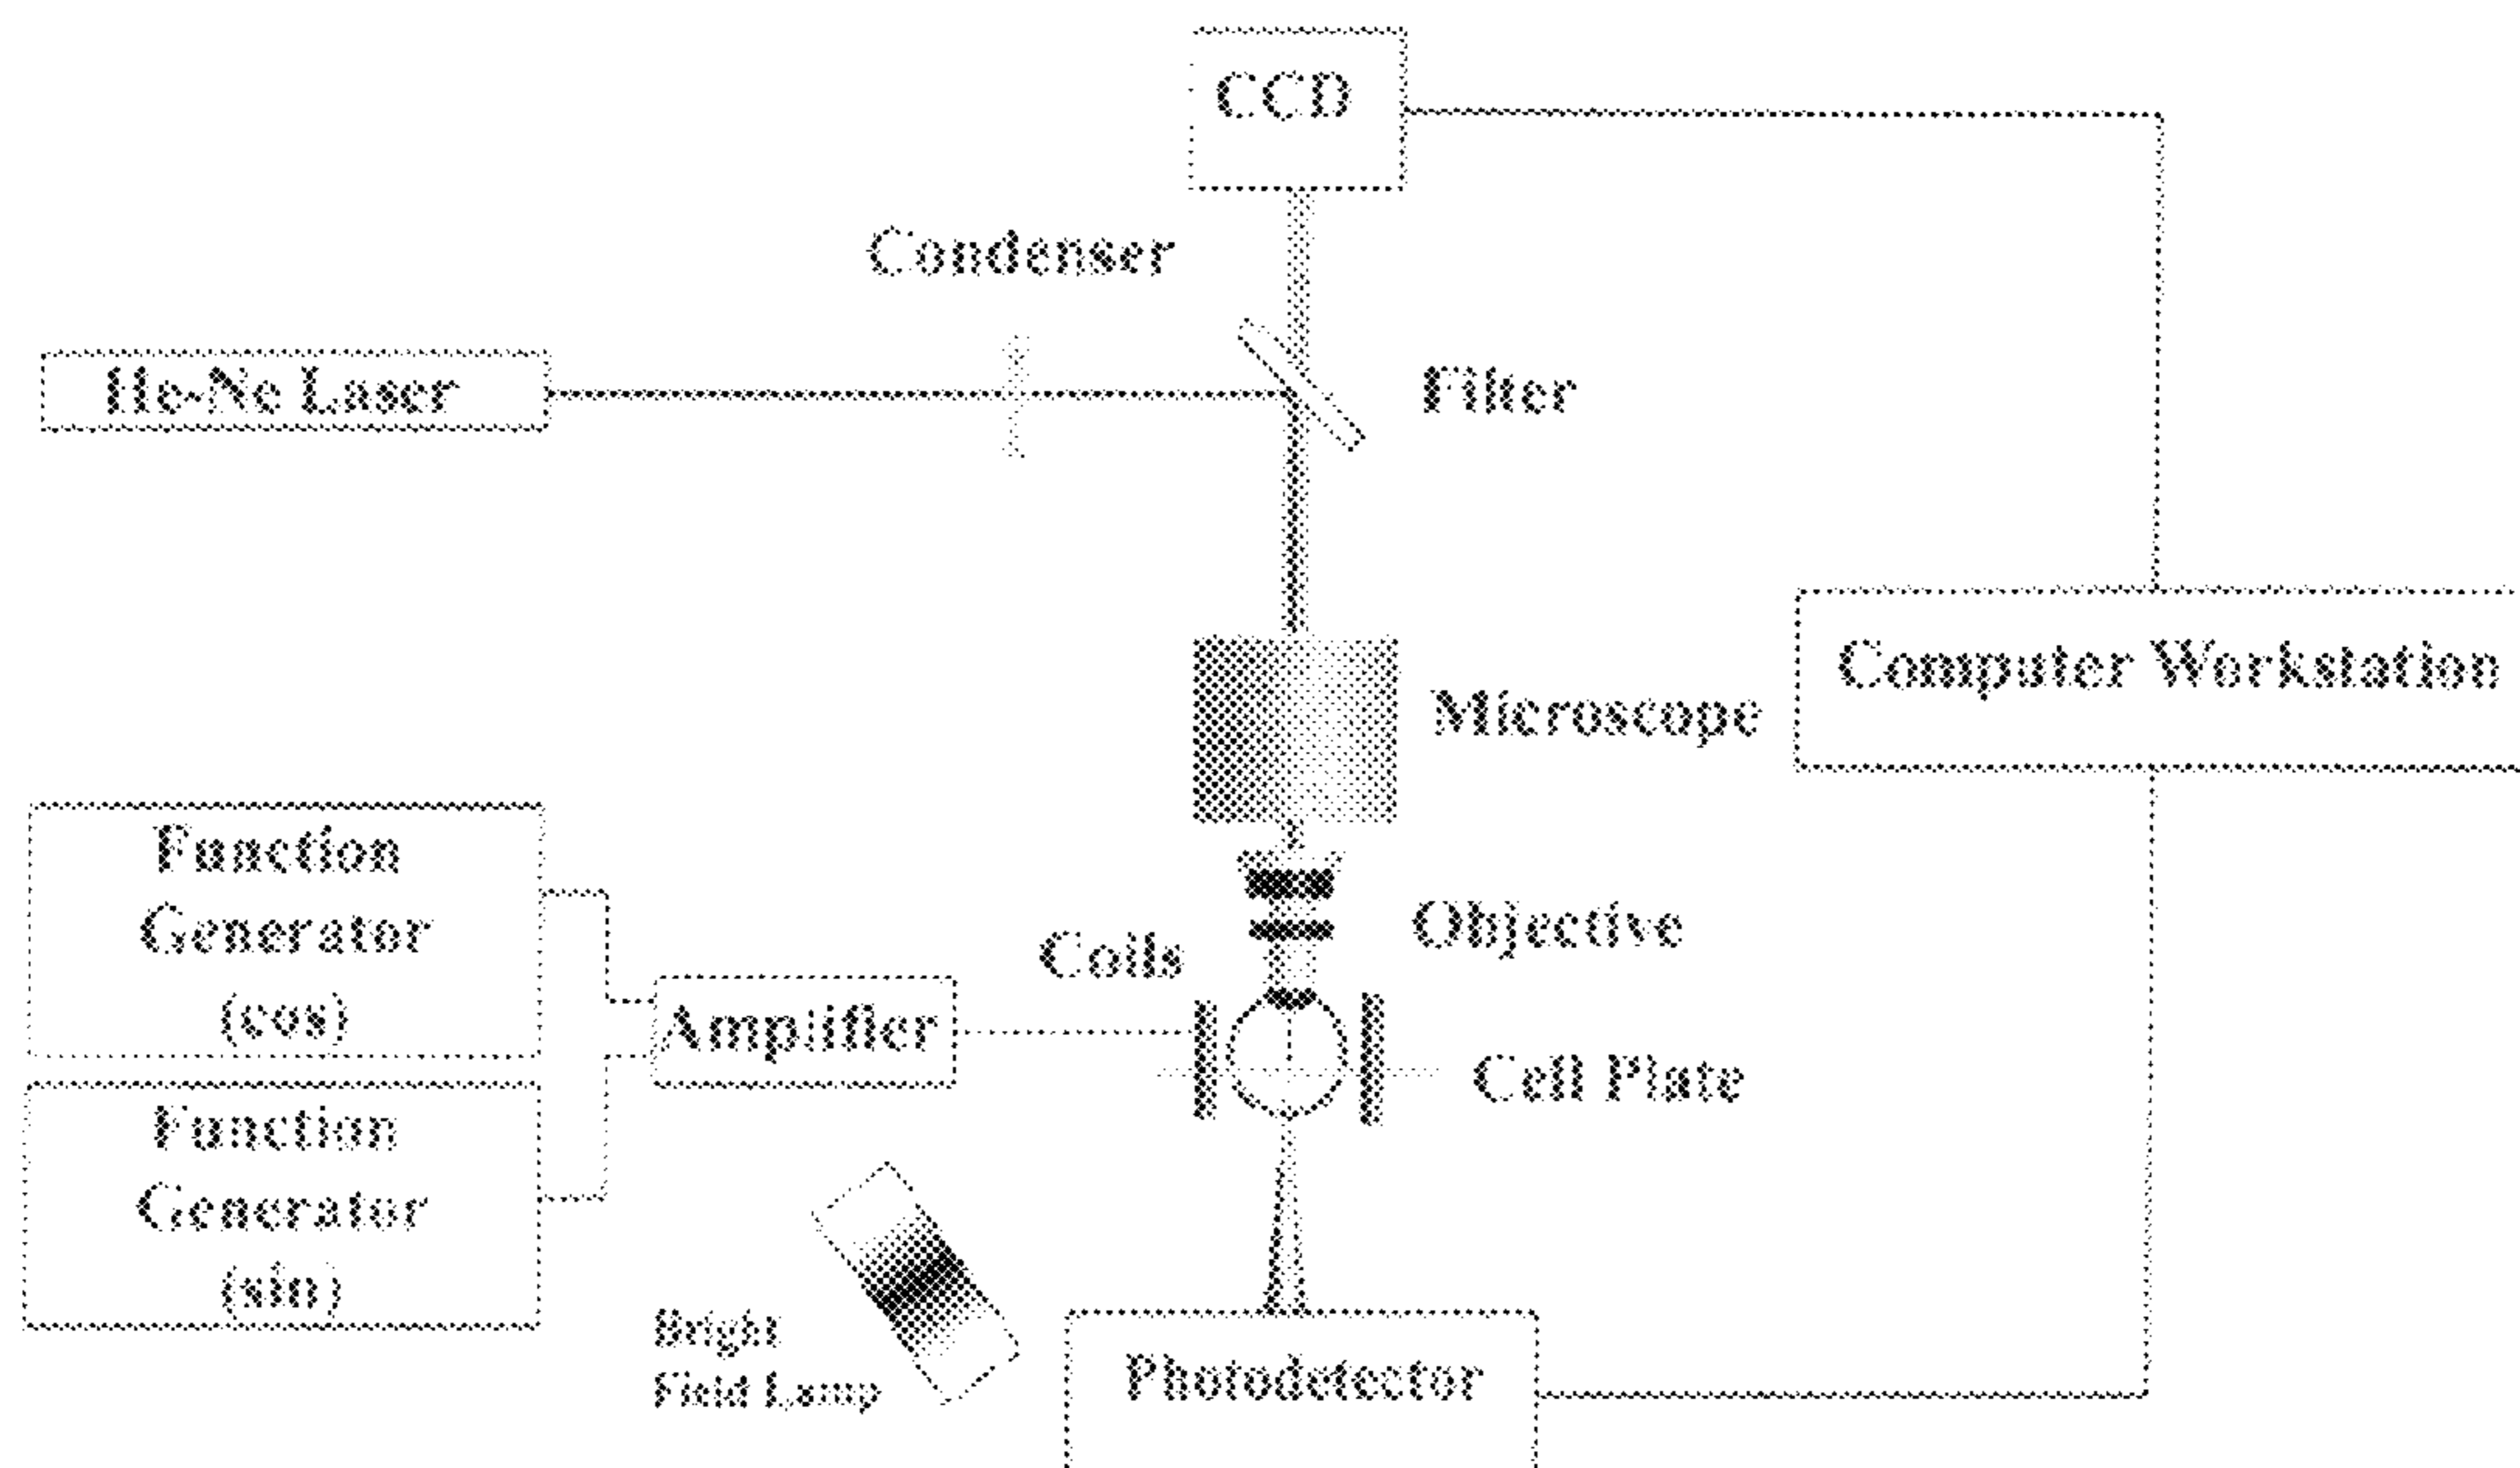 CCD
Condenser
He-Ne Laser
Filter
Computer Workstation
Microscope
Function
Generator
(cos)
Objective
Coils
Amplifier
Cell Plate
Function
Generator
(sin)
Bright
Field Lamp
Photodetector